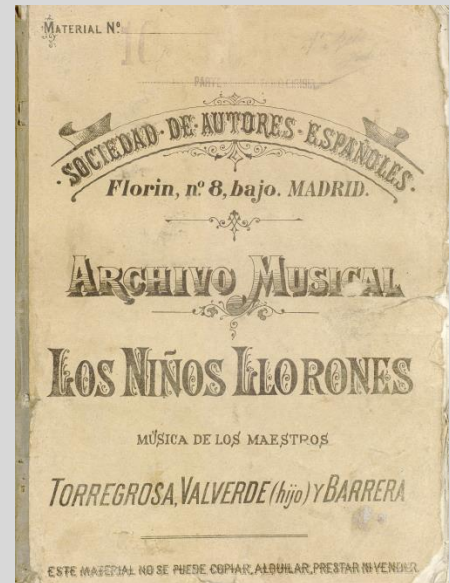 MATERIAL Nº
SOCIEDAD · DE · AUTORES · ESPAÑOLES ·
Florin, nº 8, bajo. MADRID.
ARCHIVO MUSICAL
LOS NIÑOS LLORONES
MÚSICA DE LOS MAESTROS
TORREGROSA, VALVERDE (hijo) Y BARRERA
ESTE MATERIAL NO SE PUEDE COPIAR, ALQUILAR, PRESTAR NI VENDER